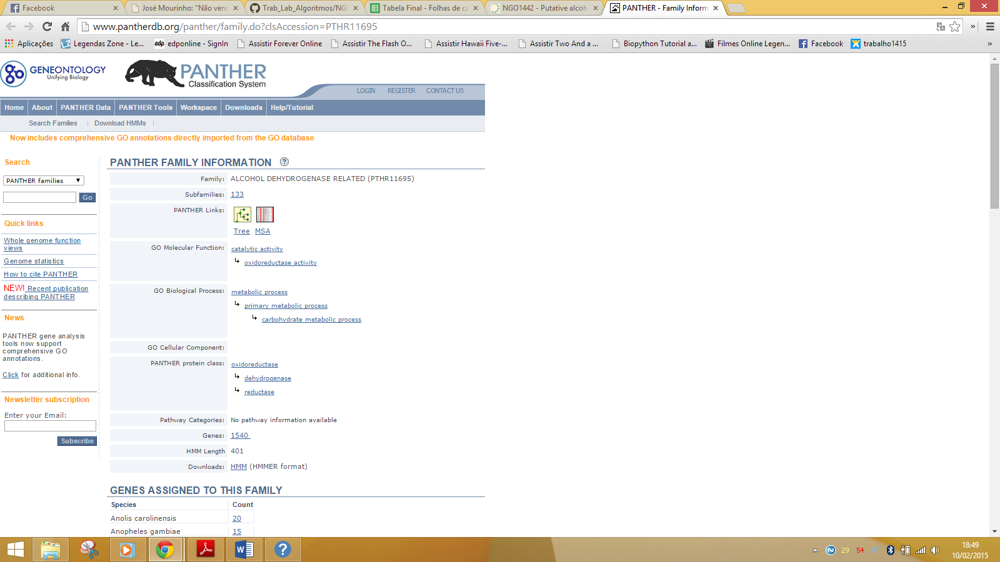 Facebook
José Mourinho: "Não venc
Trab_Lab_Algoritmos/NG
Tabela Final - Folhas de cá
NGO1442 - Putative alcoh
PANTHER - Family Inform
www.pantherdb.org/panther/family.do?clsAccession=PTHR11695
Aplicações
Legendas Zone - Le...
edp
edponline - SignIn
Assistir Forever Online
Assistir The Flash O...
Assistir Hawaii Five-...
Assistir Two And a ...
Biopython Tutorial a...
Filmes Online Legen...
Facebook
trabalho1415
»
GENEONTOLOGY
Unifying Biology
PANTHER
Classification System
LOGIN
REGISTER
CONTACT US
Home
About
PANTHER Data
PANTHER Tools
Workspace
Downloads
Help/Tutorial
Search Families
Download HMMs
Now includes comprehensive GO annotations directly imported from the GO database
Search
PANTHER families
Go
Quick links
Whole genome function
views
Genome statistics
How to cite PANTHER
NEW! Recent publication
describing PANTHER
News
PANTHER gene analysis
tools now support
comprehensive GO
annotations.
Click for additional info.
Newsletter subscription
Enter your Email:
Subscribe
PANTHER FAMILY INFORMATION ?
Family: ALCOHOL DEHYDROGENASE RELATED (PTHR11695)
Subfamilies: 133
PANTHER Links:
Tree MSA
GO Molecular Function: catalytic activity
oxidoreductase activity
GO Biological Process: metabolic process
primary metabolic process
carbohydrate metabolic process
GO Cellular Component:
PANTHER protein class: oxidoreductase
dehydrogenase
reductase
Pathway Categories: No pathway information available
Genes: 1540
HMM Length 401
Downloads: HMM (HMMER format)
GENES ASSIGNED TO THIS FAMILY
Species Count
Anolis carolinensis 20
Anopheles gambiae 15
29
54
18:49
10/02/2015